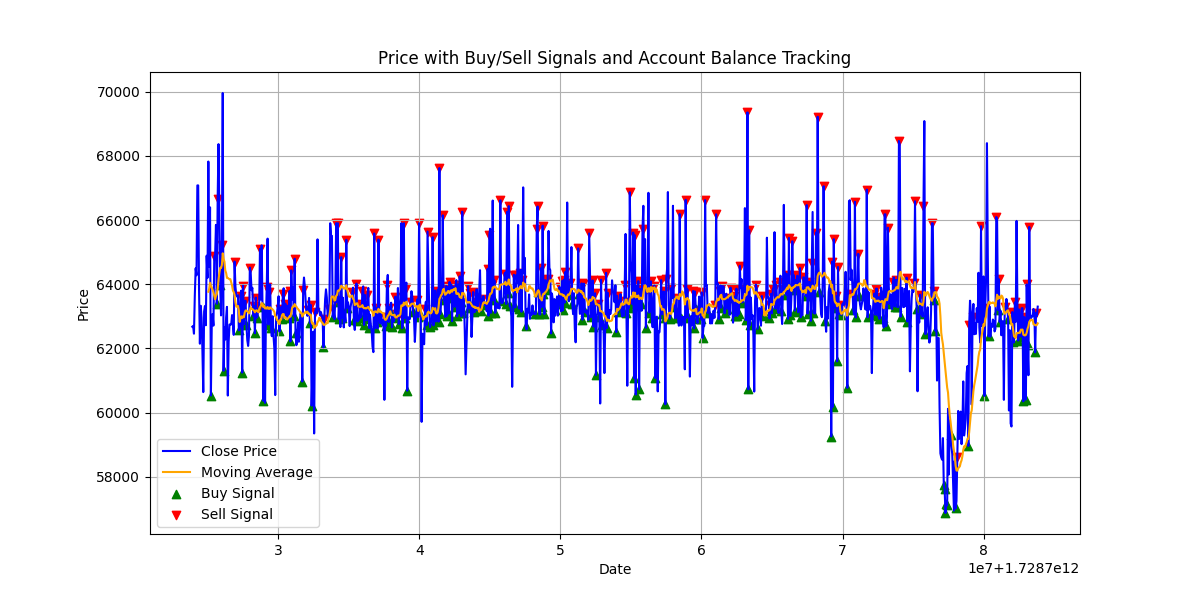 Price with Buy/Sell Signals and Account Balance Tracking
Price
70000
68000
66000
64000
62000
60000
58000
Close Price
Moving Average
Buy Signal
Sell Signal
3 4 5 6 7 8
Date
1e7+1.7287e12